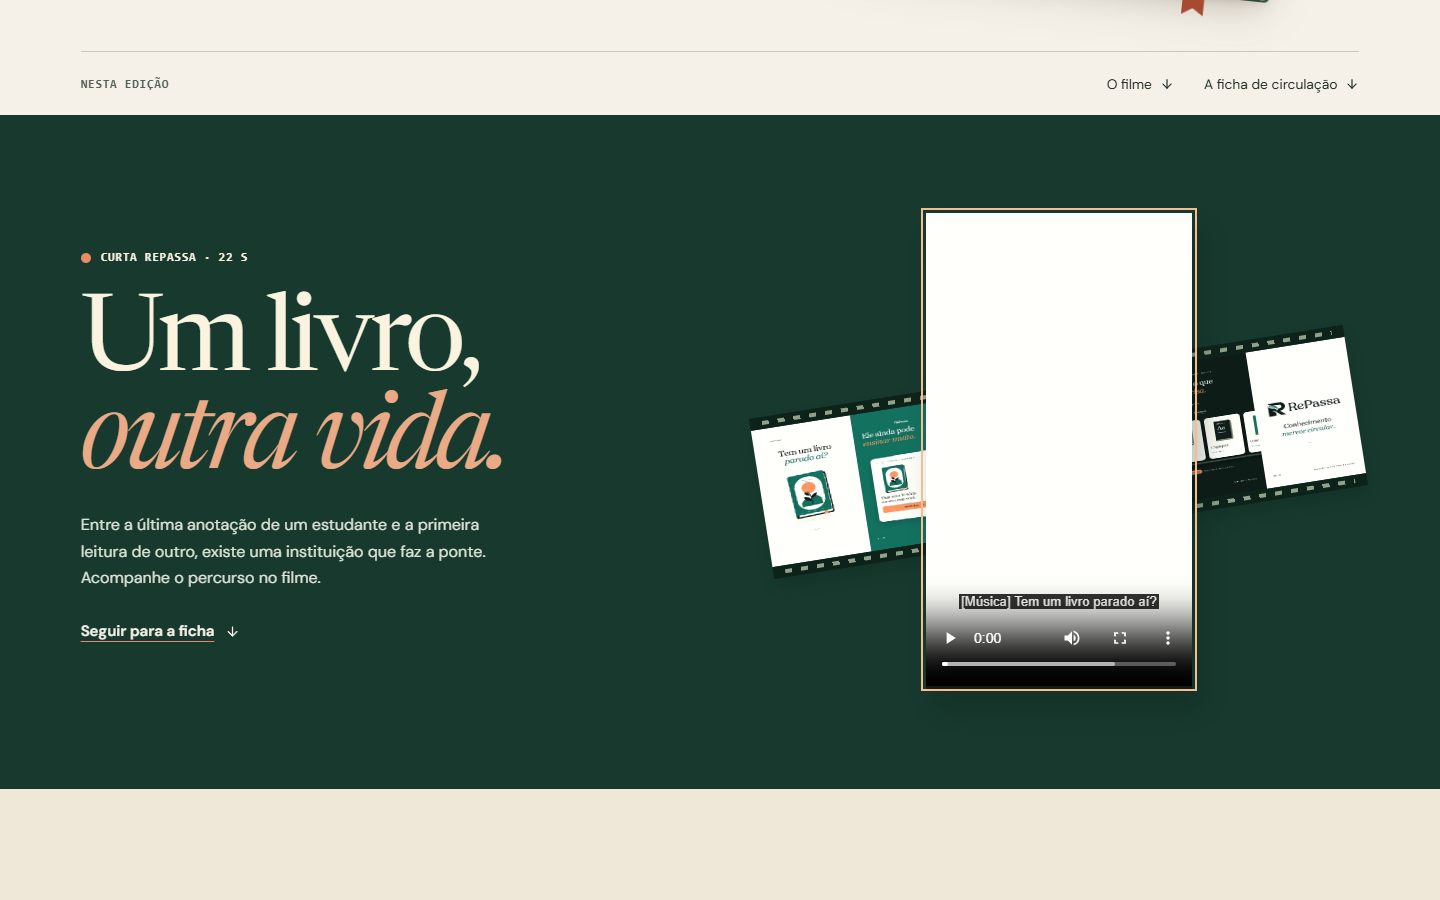 NESTA EDIÇÃO
O filme ↓
A ficha de circulação ↓
CURTA REPASSA · 22 S
Um livro,
outra vida.
Entre a última anotação de um estudante e a primeira
leitura de outro, existe uma instituição que faz a ponte.
Acompanhe o percurso no filme.
Seguir para a ficha ↓
Tem um livro
parado aí?
Ele ainda pode
ensinar muito.
[Música] Tem um livro parado aí?
0:00
que
RePassa
Conhecimento
merece circular.